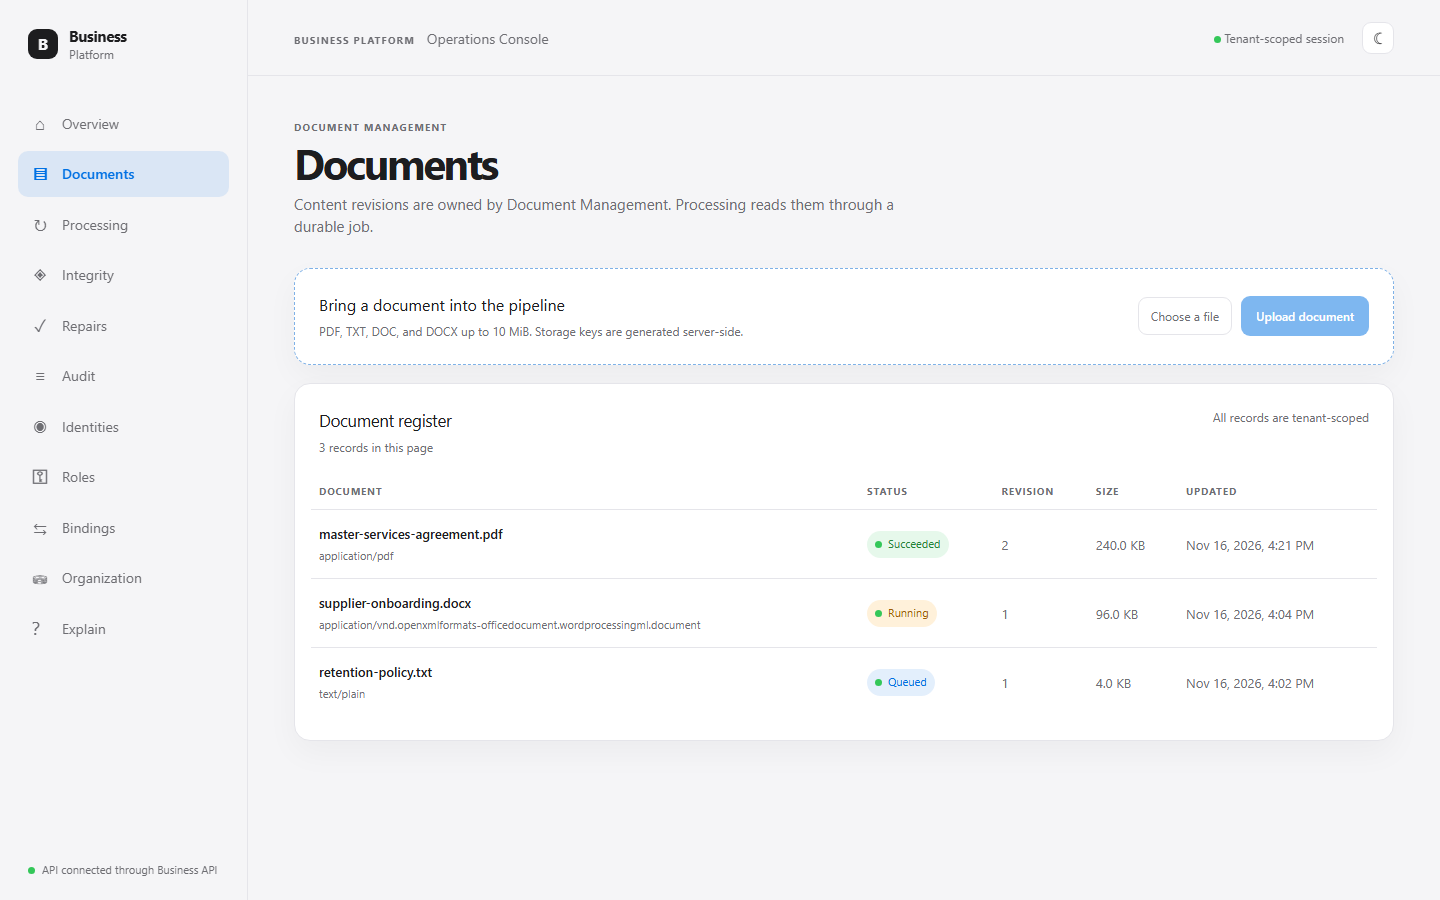 B
Business
Platform
BUSINESS PLATFORM Operations Console
Tenant-scoped session
Overview
Documents
Processing
Integrity
Repairs
Audit
Identities
Roles
Bindings
Organization
? Explain
API connected through Business API
DOCUMENT MANAGEMENT
Documents
Content revisions are owned by Document Management. Processing reads them through a
durable job.
Bring a document into the pipeline
PDF, TXT, DOC, and DOCX up to 10 MiB. Storage keys are generated server-side.
Choose a file
Upload document
Document register
All records are tenant-scoped
3 records in this page
DOCUMENT STATUS REVISION SIZE UPDATED
master-services-agreement.pdf
application/pdf
Succeeded 2 240.0 KB Nov 16, 2026, 4:21 PM
supplier-onboarding.docx
application/vnd.openxmlformats-officedocument.wordprocessingml.document
Running 1 96.0 KB Nov 16, 2026, 4:04 PM
retention-policy.txt
text/plain
Queued 1 4.0 KB Nov 16, 2026, 4:02 PM